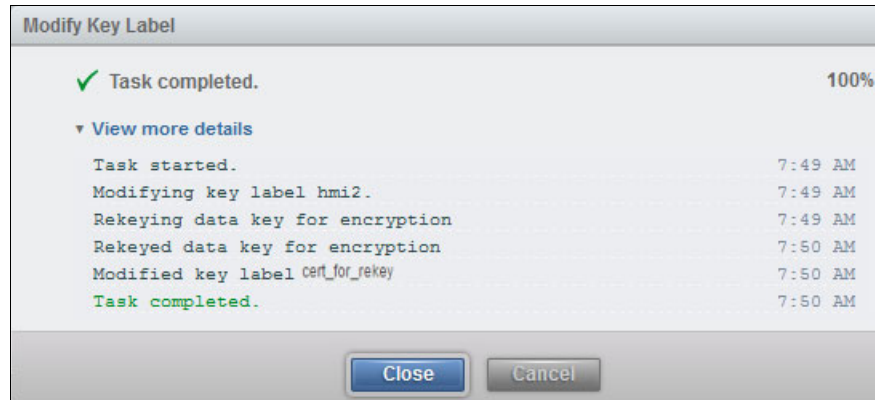 Modify Key Label
✓ Task completed. 100%
▾ View more details
Task started. 7:49 AM
Modifying key label hmi2. 7:49 AM
Rekeying data key for encryption 7:49 AM
Rekeyed data key for encryption 7:50 AM
Modified key label cert_for_rekey 7:50 AM
Task completed. 7:50 AM
Close Cancel